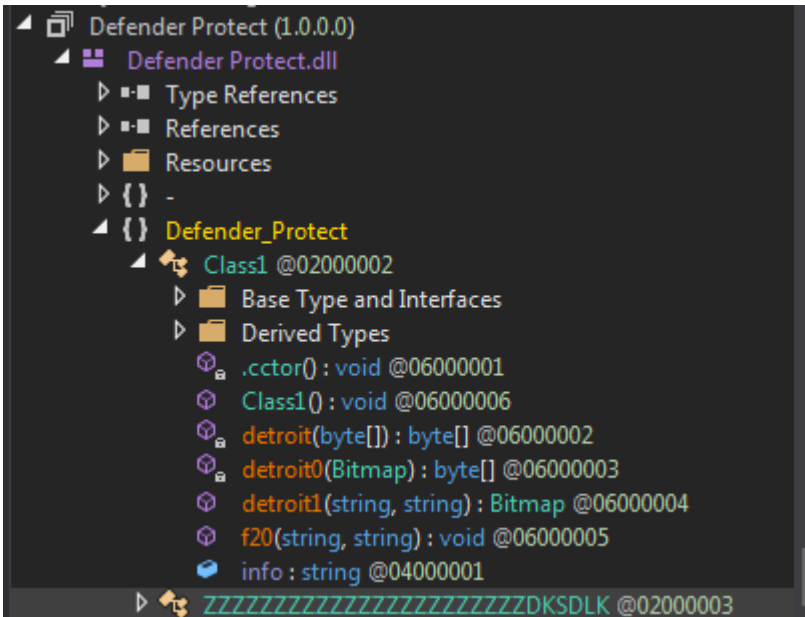 Defender Protect (1.0.0.0)
Defender Protect.dll
Type References
References
Resources
{ } -
{ } Defender_Protect
Class1 @02000002
Base Type and Interfaces
Derived Types
.cctor() : void @06000001
Class1() : void @06000006
detroit(byte[]) : byte[] @06000002
detroit0(Bitmap) : byte[] @06000003
detroit1(string, string) : Bitmap @06000004
f20(string, string) : void @06000005
info : string @04000001
ZZZZZZZZZZZZZZZZZZZZZZZDKSDLK @02000003